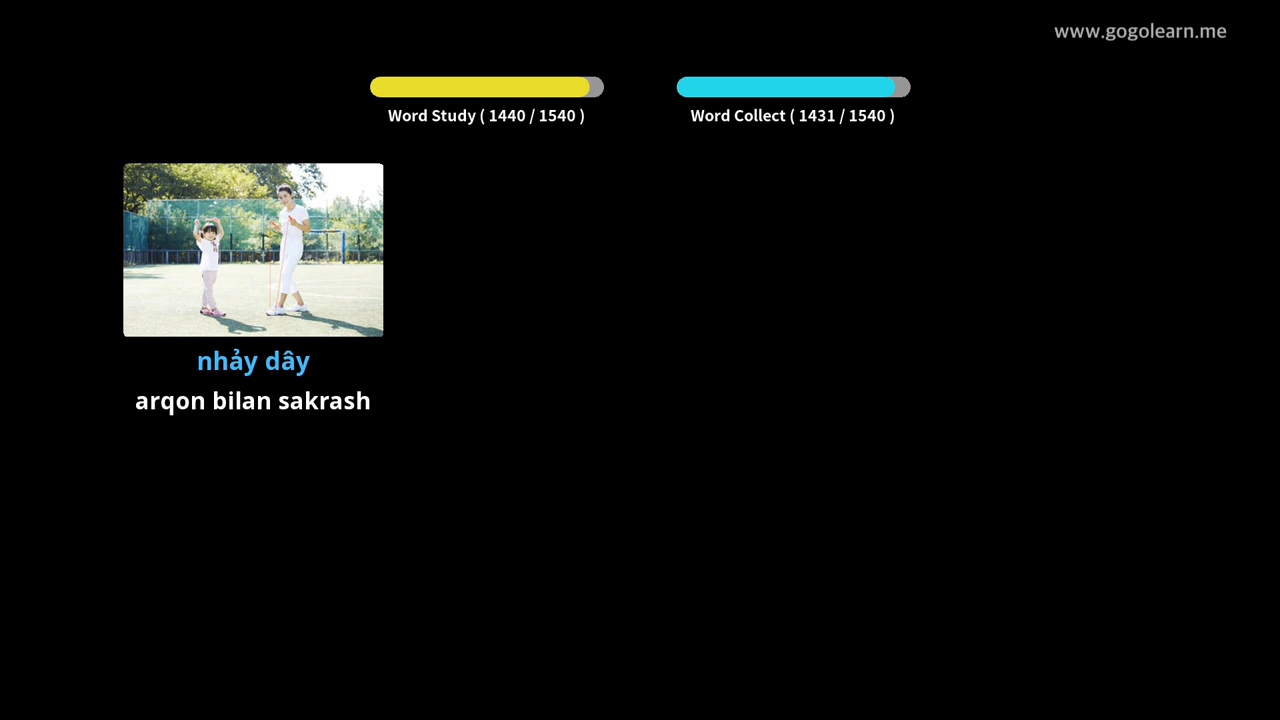 www.gogolearn.me
Word Study ( 1440 / 1540 )
Word Collect ( 1431 / 1540 )
nhảy dây
arqon bilan sakrash